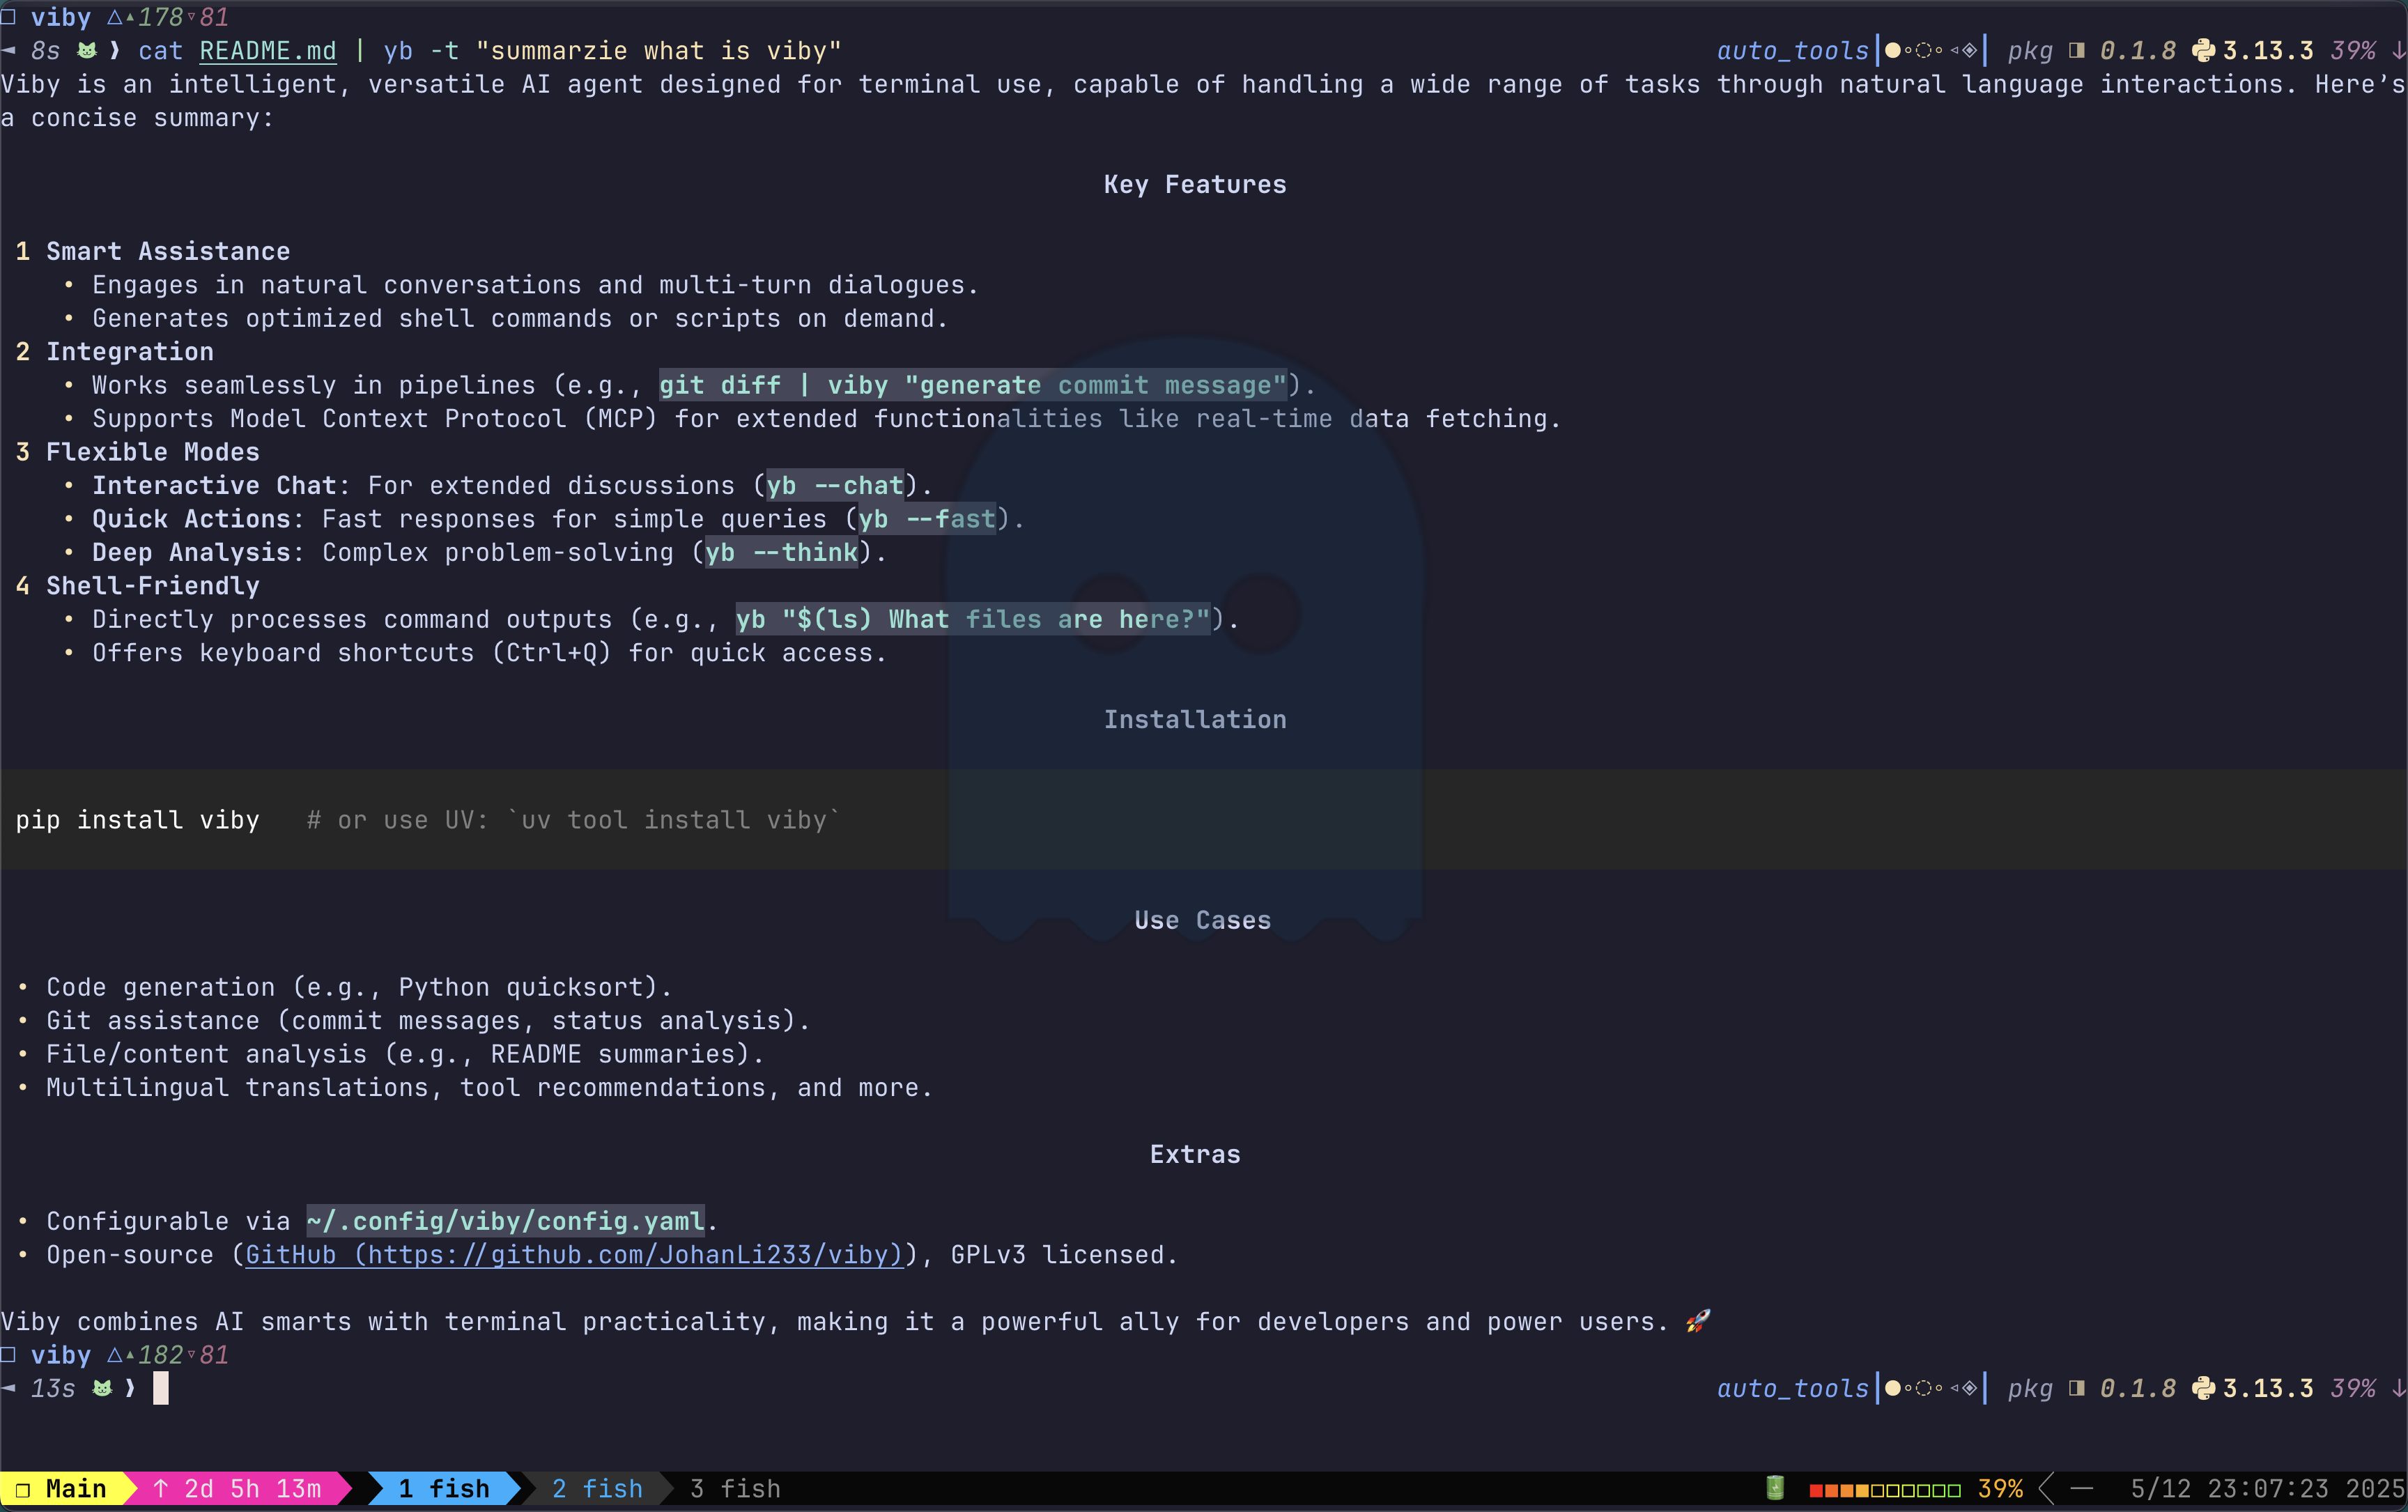 viby △▴178▿81
8s ❱ cat README.md | yb -t "summarzie what is viby" auto_tools pkg 0.1.8 3.13.3 39% ↓
Viby is an intelligent, versatile AI agent designed for terminal use, capable of handling a wide range of tasks through natural language interactions. Here's
a concise summary:
Key Features
1 Smart Assistance
• Engages in natural conversations and multi-turn dialogues.
• Generates optimized shell commands or scripts on demand.
2 Integration
• Works seamlessly in pipelines (e.g., git diff | viby "generate commit message").
• Supports Model Context Protocol (MCP) for extended functionalities like real-time data fetching.
3 Flexible Modes
• Interactive Chat: For extended discussions (yb --chat).
• Quick Actions: Fast responses for simple queries (yb --fast).
• Deep Analysis: Complex problem-solving (yb --think).
4 Shell-Friendly
• Directly processes command outputs (e.g., yb "$(ls) What files are here?").
• Offers keyboard shortcuts (Ctrl+Q) for quick access.
Installation
pip install viby # or use UV: `uv tool install viby`
Use Cases
• Code generation (e.g., Python quicksort).
• Git assistance (commit messages, status analysis).
• File/content analysis (e.g., README summaries).
• Multilingual translations, tool recommendations, and more.
Extras
• Configurable via ~/.config/viby/config.yaml.
• Open-source (GitHub (https://github.com/JohanLi233/viby)), GPLv3 licensed.
Viby combines AI smarts with terminal practicality, making it a powerful ally for developers and power users. 🚀
viby △▴182▿81
13s ❱ auto_tools pkg 0.1.8 3.13.3 39% ↓
Main ↑ 2d 5h 13m 1 fish 2 fish 3 fish 39% — 5/12 23:07:23 2025